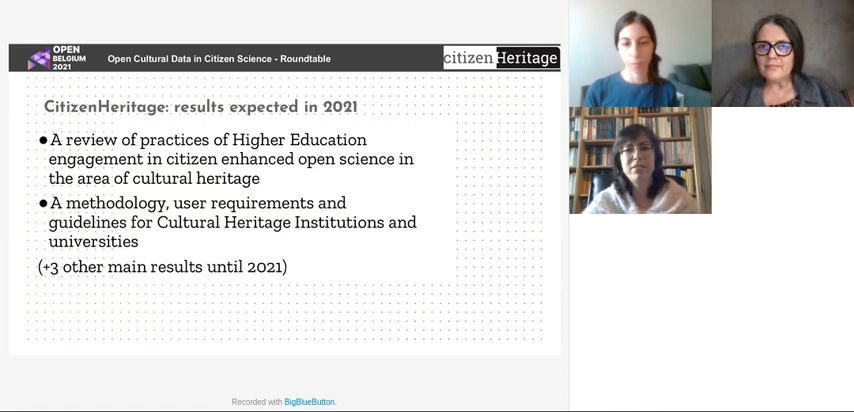 OPEN
BELGIUM
2021
Open Cultural Data in Citizen Science - Roundtable
citizen Heritage
CitizenHeritage: results expected in 2021
●A review of practices of Higher Education
engagement in citizen enhanced open science in
the area of cultural heritage
●A methodology, user requirements and
guidelines for Cultural Heritage Institutions and
universities
(+3 other main results until 2021)
Recorded with BigBlueButton.